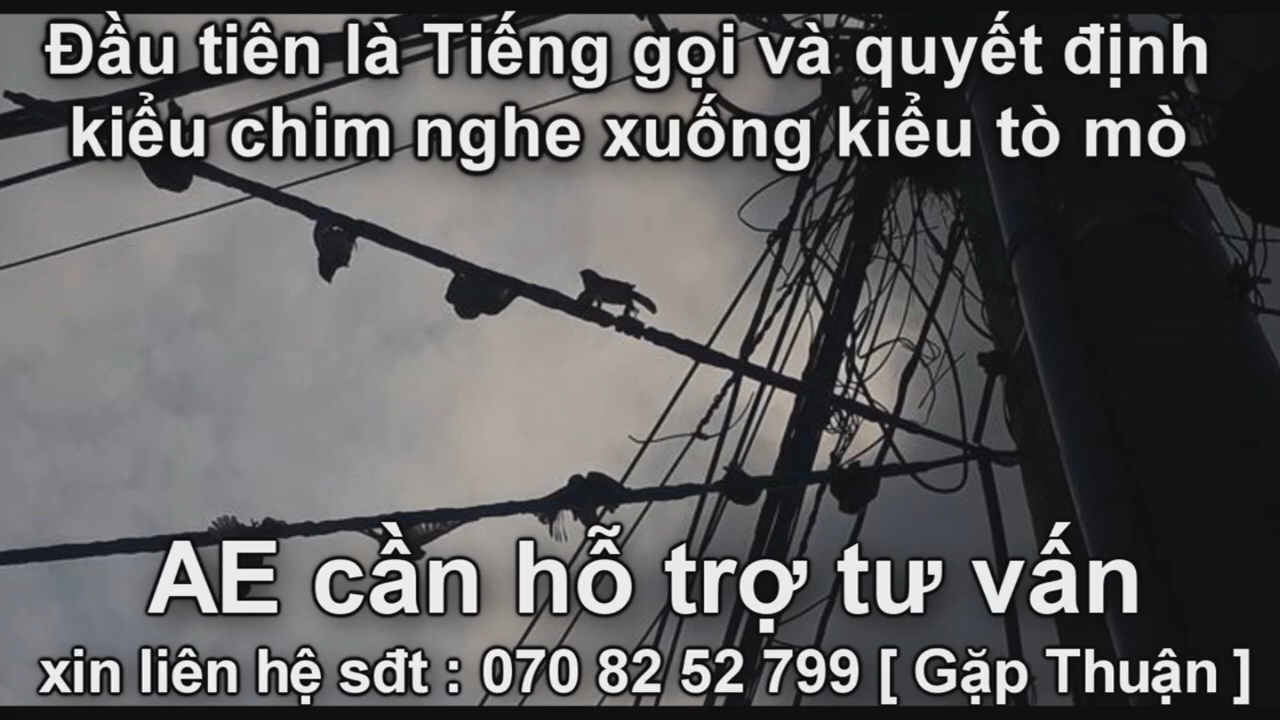 Đầu tiên là Tiếng gọi và quyết định
kiểu chim nghe xuống kiểu tò mò
AE cần hỗ trợ tư vấn
xin liên hệ sđt : 070 82 52 799 [ Gặp Thuận ]